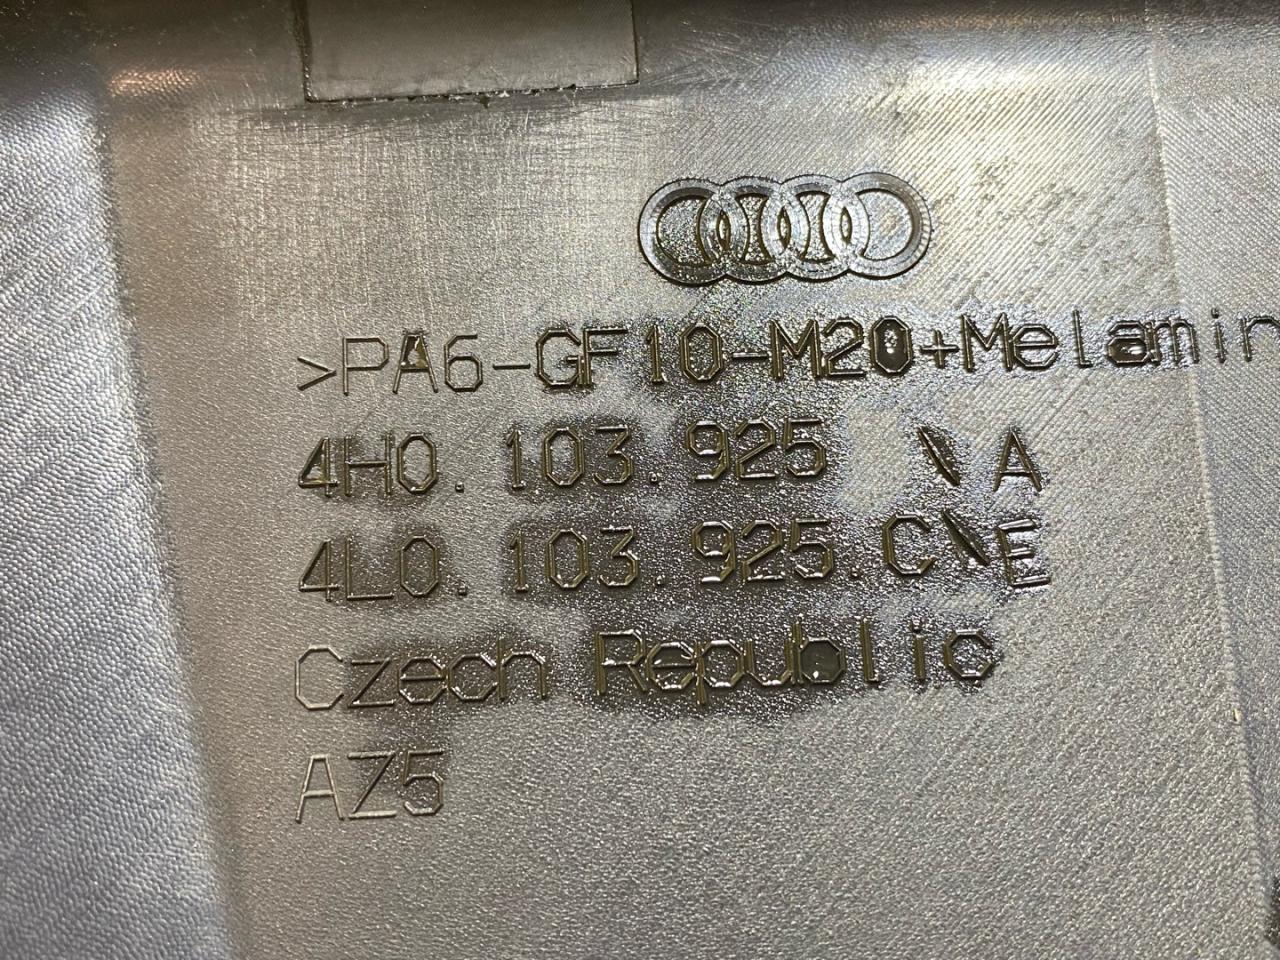 >PA6-GF10-M20+Melamin
4H0.103.925 \ A
4L0.103.925.C\E
Czech Republic
AZ5